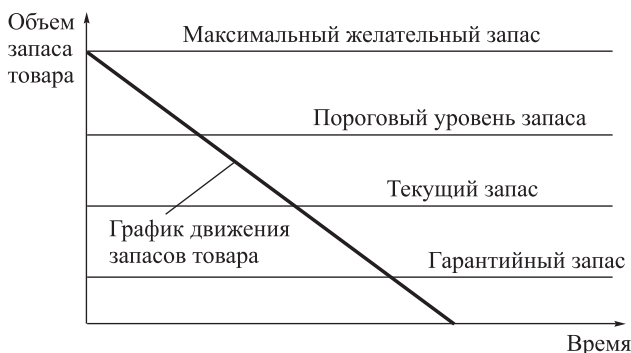 Объем
запаса
товара
Максимальный желательный запас
Пороговый уровень запаса
Текущий запас
График движения
запасов товара
Гарантийный запас
Время